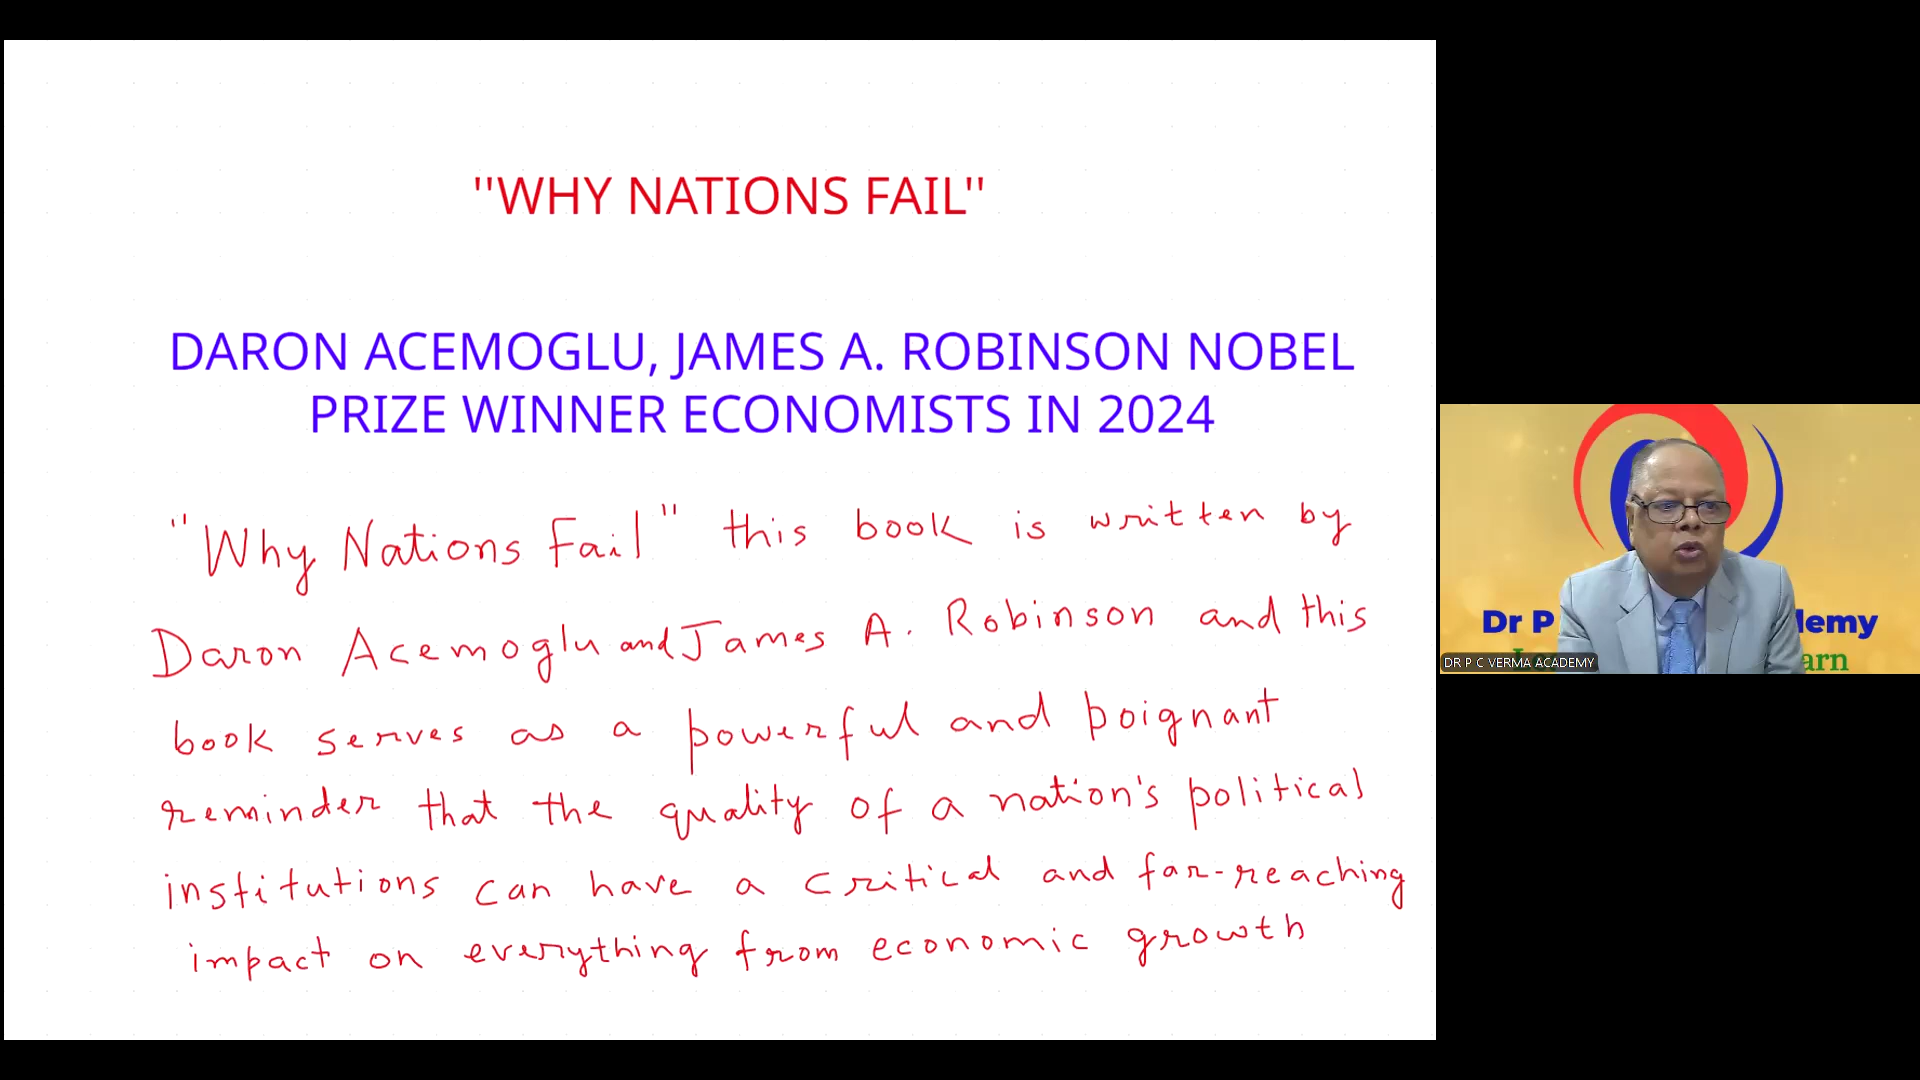 "WHY NATIONS FAIL"
DARON ACEMOGLU, JAMES A. ROBINSON NOBEL
PRIZE WINNER ECONOMISTS IN 2024
"Why Nations Fail" this book is written by
Daron Acemoglu and James A. Robinson and this
book serves as a powerful and poignant
reminder that the quality of a nation's political
institutions can have a critical and far-reaching
impact on everything from economic growth
Dr P
demy
arn
DR P C VERMA ACADEMY